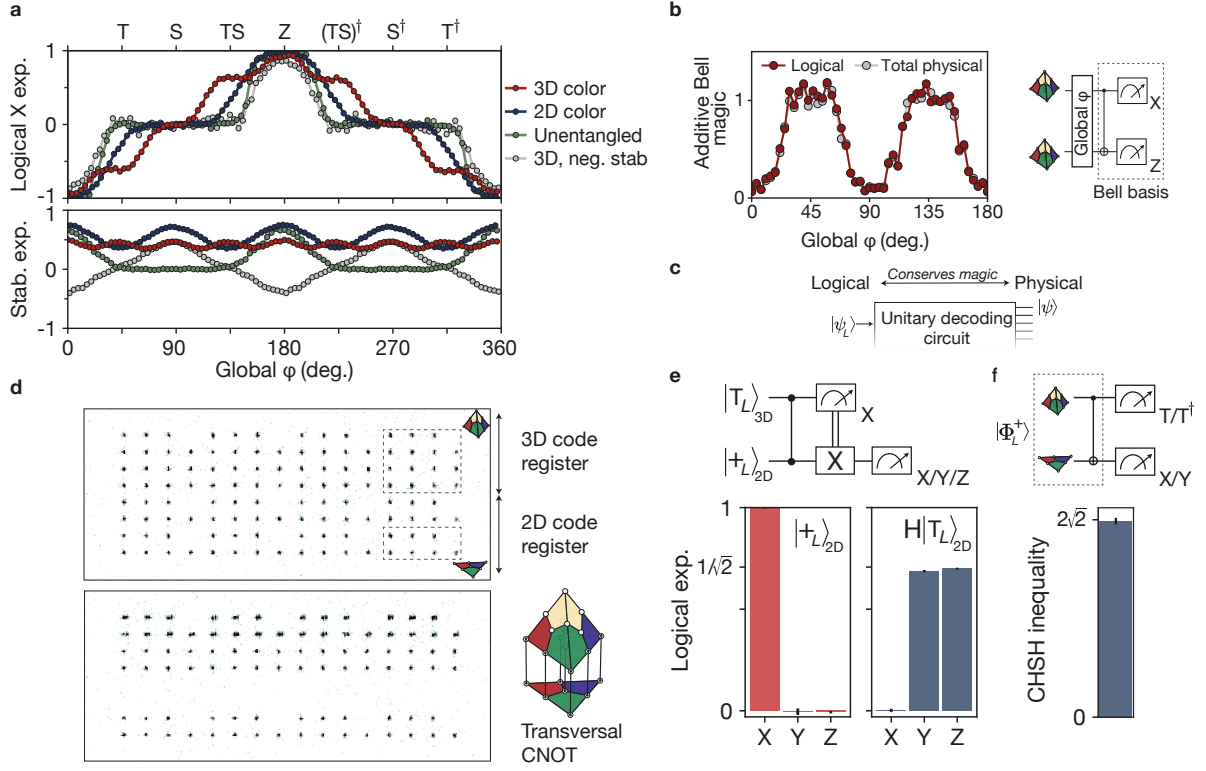 a
T S TS Z (TS)† S† T†
1
0
-1
Logical X exp.
3D color
2D color
Unentangled
3D, neg. stab
1
0
-1
Stab. exp.
0 90 180 270 360
Global φ (deg.)
b
Logical Total physical
1
0
Additive Bell
magic
0 45 90 135 180
Global φ (deg.)
Global φ
X
Z
Bell basis
c
Conserves magic
Logical Physical
|ψ_L⟩
Unitary decoding
circuit
|ψ⟩
d
3D code
register
2D code
register
Transversal
CNOT
e
|T_L⟩_3D
X
|+_L⟩_2D
X
X/Y/Z
Logical exp.
1
1/√2
0
|+_L⟩_2D
H|T_L⟩_2D
X Y Z
X Y Z
f
|Φ_L^+⟩
T/T†
X/Y
CHSH inequality
2√2
0